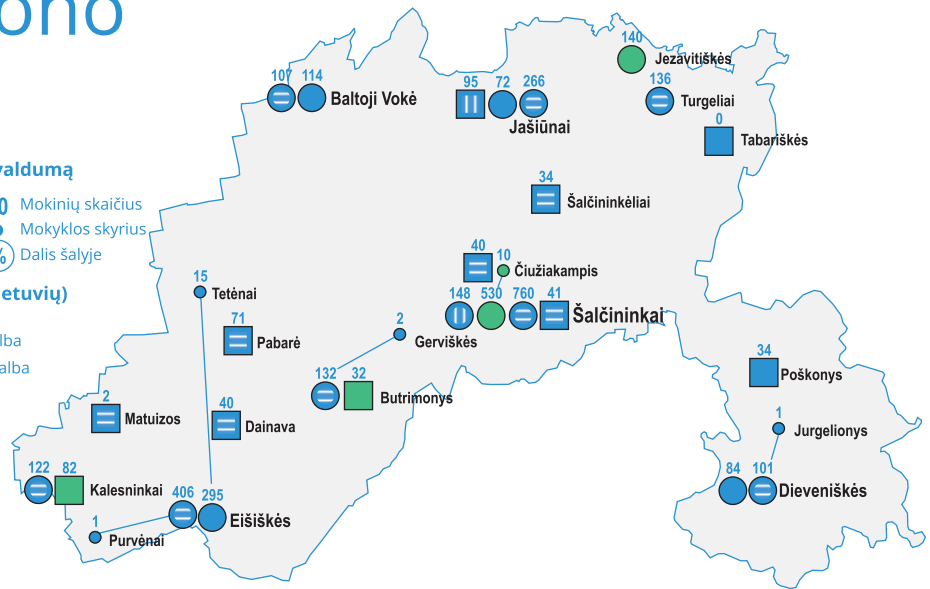 ono
valdumą
0 Mokinių skaičius
Mokyklos skyrius
% Dalis šalyje
etuvių)
lba
alba
107 114
Baltoji Vokė
95 72 266
Jašiūnai
140
Jezavitiškės
136
Turgeliai
0
Tabariškės
34
Šalčininkėliai
40 10
Čiužiakampis
148 530 760 41
Šalčininkai
15
Tetėnai
71
Pabarė
2
Gerviškės
132 32
Butrimonys
2
Matuizos
40
Dainava
122 82
Kalesninkai
406 295
Eišiškės
1
Purvėnai
34
Poškonys
1
Jurgelionys
84 101
Dieveniškės